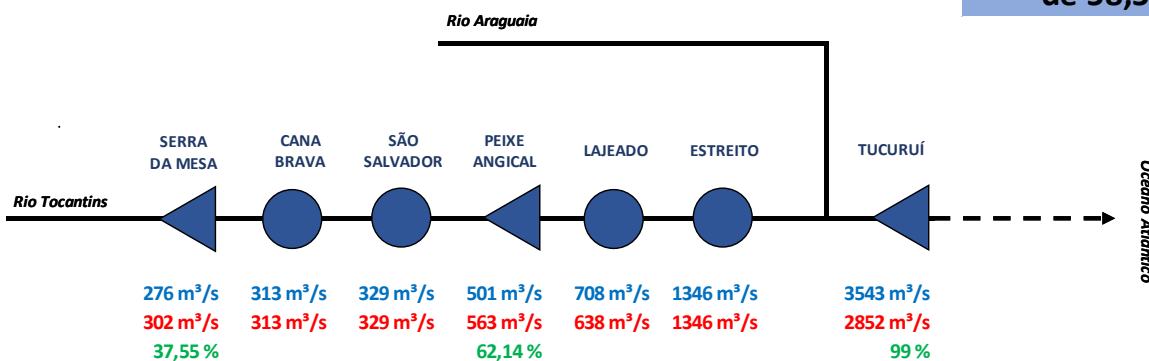 Rio Araguaia
SERRA
DA MESA
CANA
BRAVA
SÃO
SALVADOR
PEIXE
ANGICAL
LAJEADO
ESTREITO
TUCURUÍ
Rio Tocantins
Oceano Atlântico
276 m³/s 313 m³/s 329 m³/s 501 m³/s 708 m³/s 1346 m³/s 3543 m³/s
302 m³/s 313 m³/s 329 m³/s 563 m³/s 638 m³/s 1346 m³/s 2852 m³/s
37,55 % 62,14 % 99 %